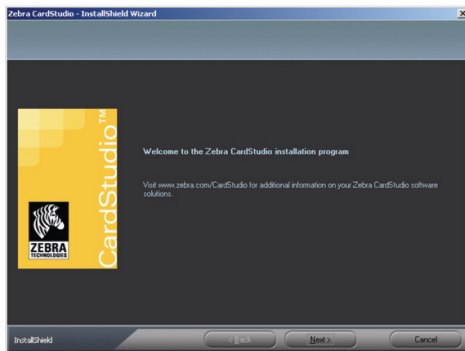 Zebra CardStudio - InstallShield Wizard
CardStudio™
ZEBRA
TECHNOLOGIES
Welcome to the Zebra CardStudio installation program
Visit www.zebra.com/CardStudio for additional information on your Zebra CardStudio software
solutions.
InstallShield
< Back
Next >
Cancel